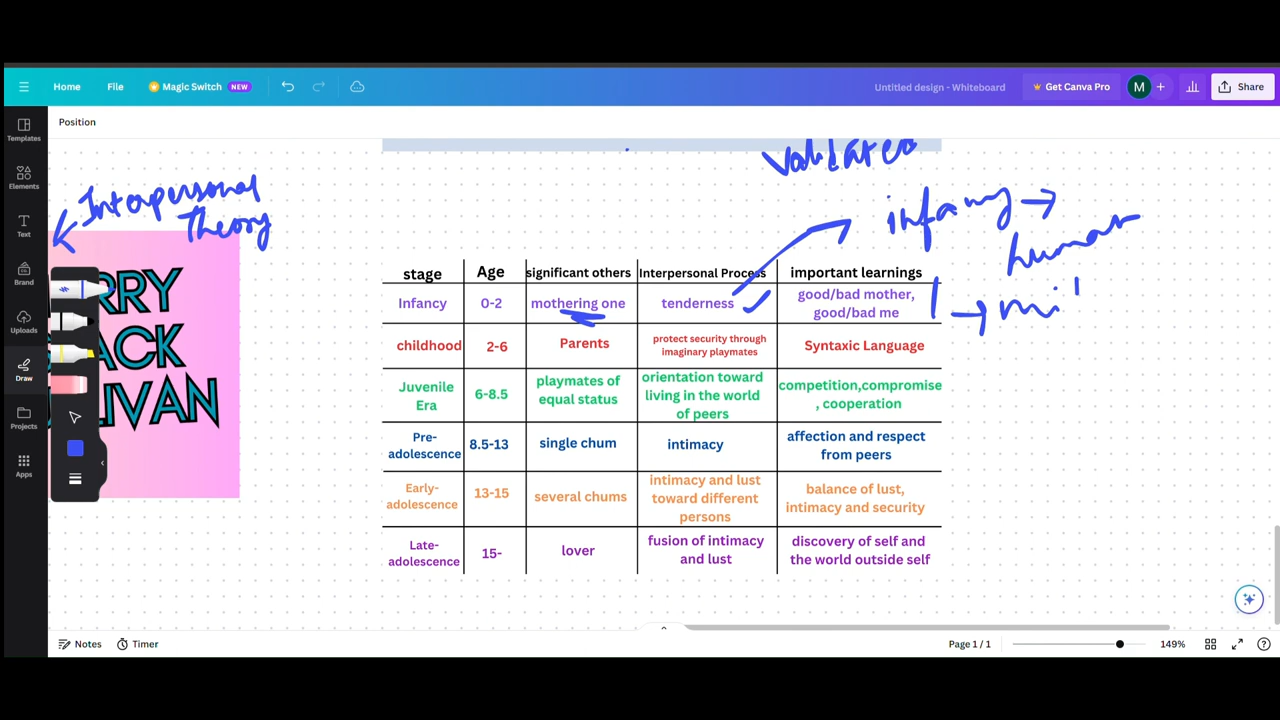 Home File Magic Switch NEW Untitled design - Whiteboard Get Canva Pro M + Share
Position
Templates
Elements
Text
Brand
Uploads
Draw
Projects
Apps
Validated
Interpersonal
Theory
infancy →
human
RRY
ACK
LIVAN
stage Age significant others Interpersonal Process important learnings
Infancy 0-2 mothering one tenderness good/bad mother,
good/bad me
childhood 2-6 Parents protect security through
imaginary playmates Syntaxic Language
Juvenile
Era 6-8.5 playmates of
equal status orientation toward
living in the world
of peers competition,compromise
, cooperation
Pre-
adolescence 8.5-13 single chum intimacy affection and respect
from peers
Early-
adolescence 13-15 several chums intimacy and lust
toward different
persons balance of lust,
intimacy and security
Late-
adolescence 15- lover fusion of intimacy
and lust discovery of self and
the world outside self
Notes Timer Page 1 / 1 149%